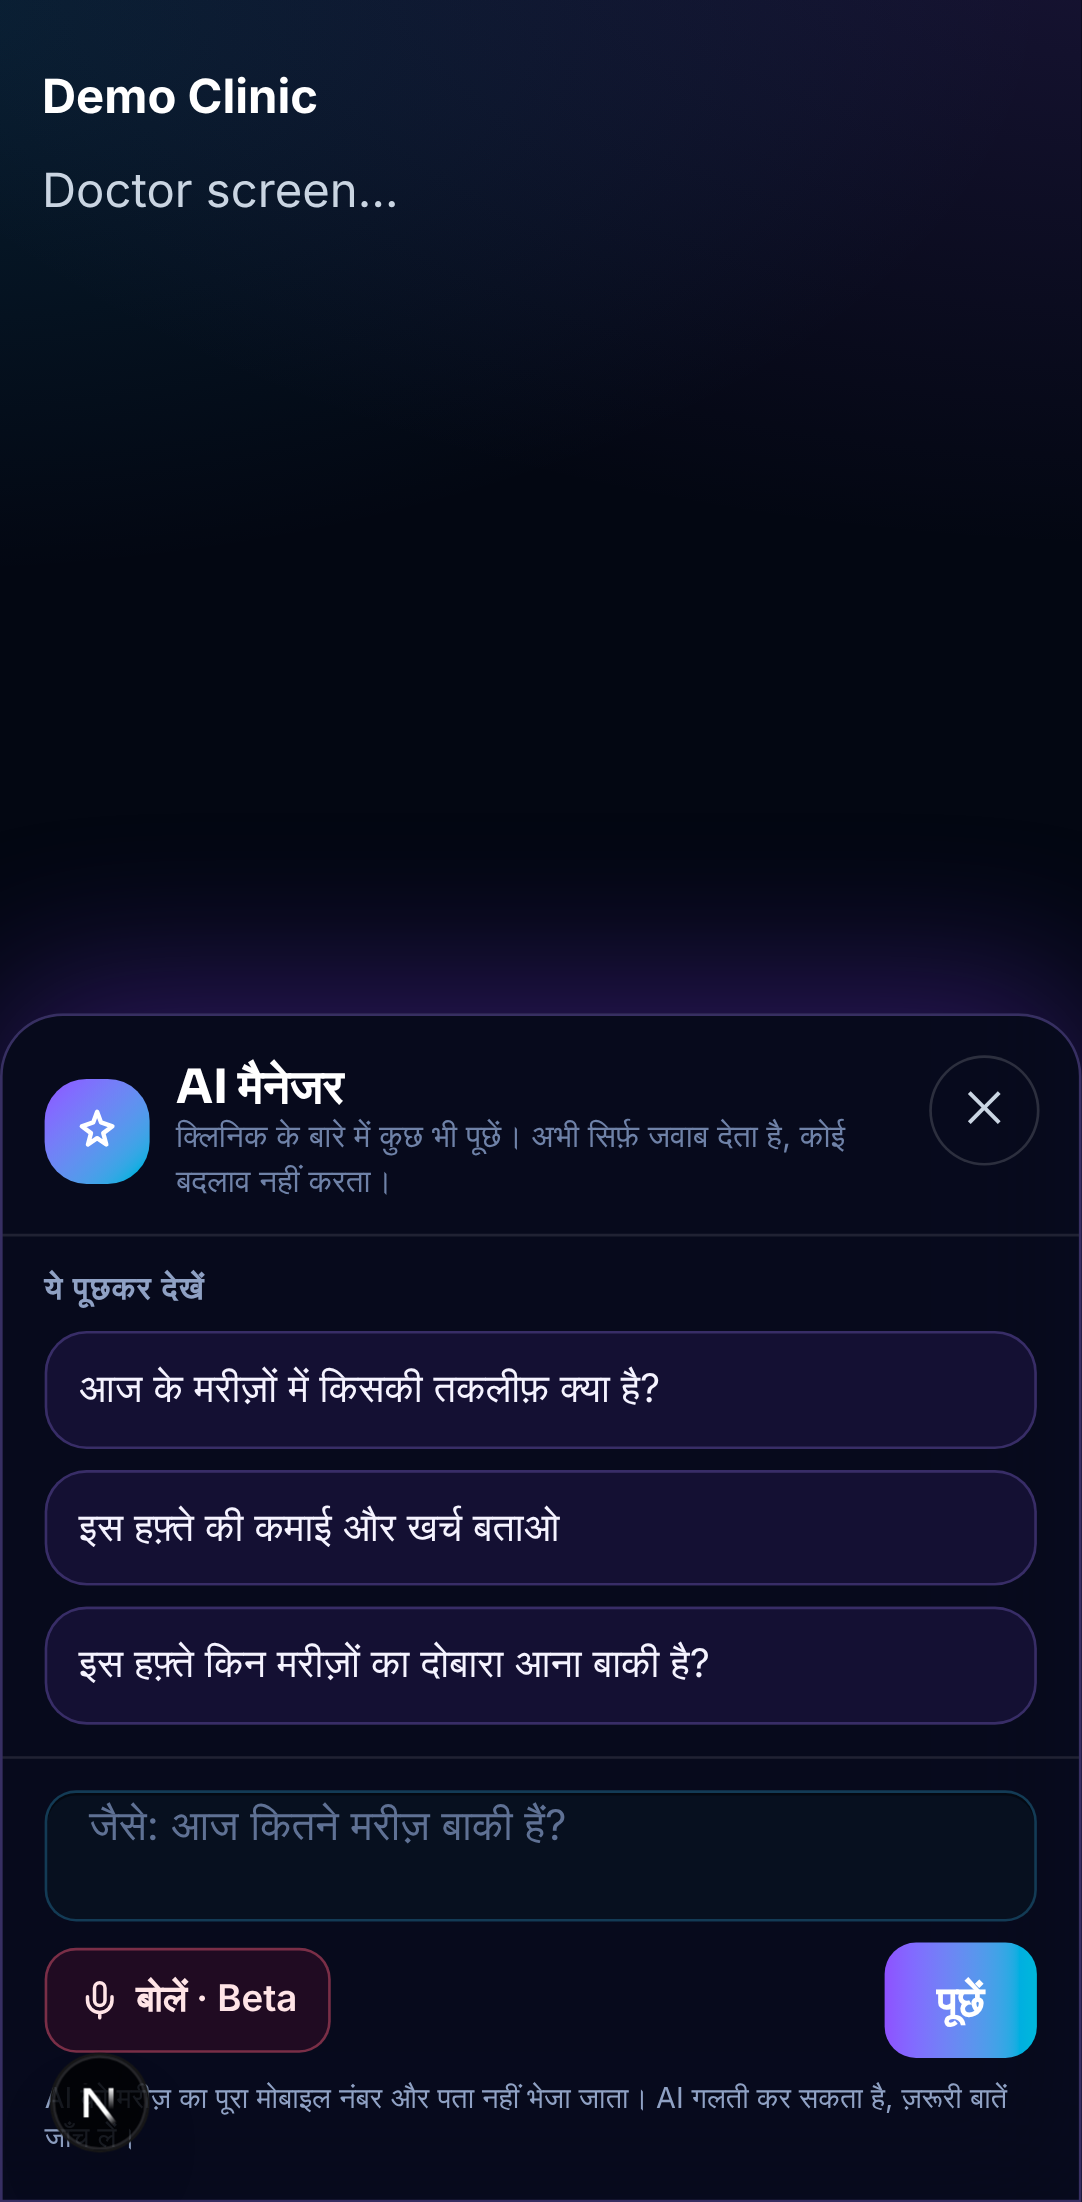 Demo Clinic
Doctor screen...
AI मैनेजर
क्लिनिक के बारे में कुछ भी पूछें। अभी सिर्फ़ जवाब देता है, कोई
बदलाव नहीं करता।
ये पूछकर देखें
आज के मरीज़ों में किसकी तकलीफ़ क्या है?
इस हफ़्ते की कमाई और खर्च बताओ
इस हफ़्ते किन मरीज़ों का दोबारा आना बाकी है?
जैसे: आज कितने मरीज़ बाकी हैं?
बोलें · Beta
पूछें
AI मरीज़ का पूरा मोबाइल नंबर और पता नहीं भेजा जाता। AI गलती कर सकता है, ज़रूरी बातें
जाँच लें।
N